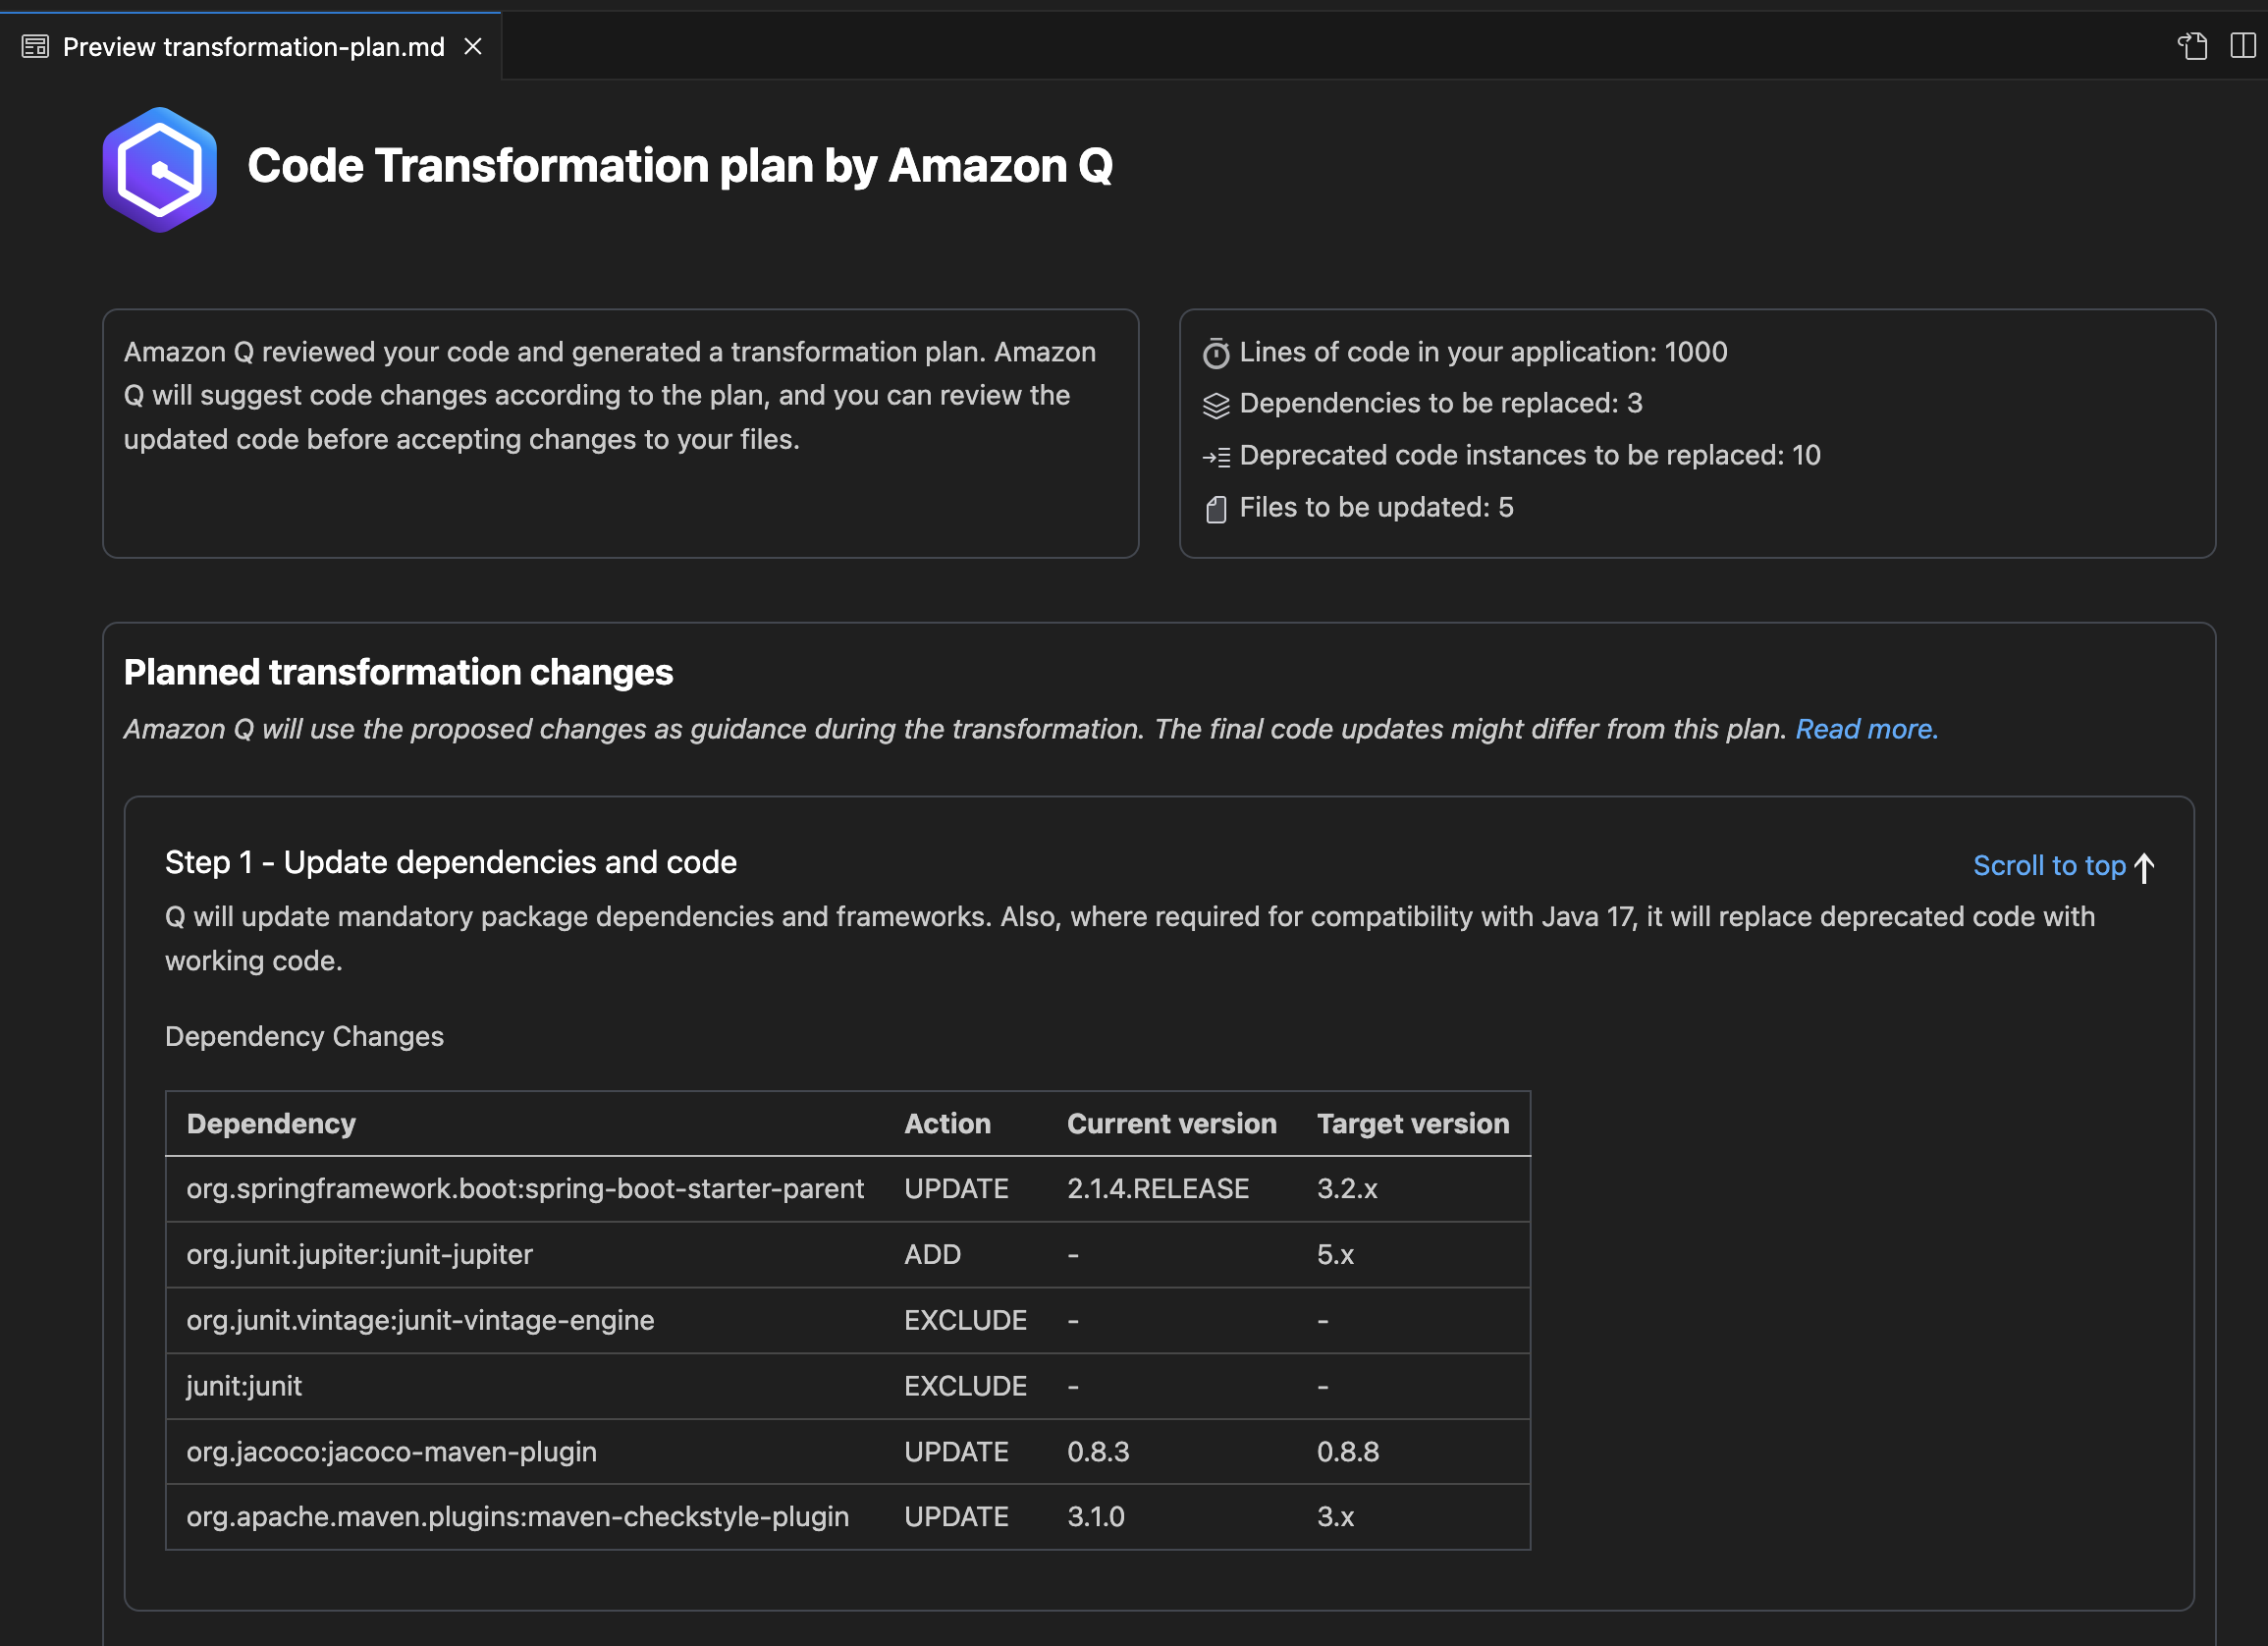 Preview transformation-plan.md
Code Transformation plan by Amazon Q
Amazon Q reviewed your code and generated a transformation plan. Amazon
Q will suggest code changes according to the plan, and you can review the
updated code before accepting changes to your files.
Lines of code in your application: 1000
Dependencies to be replaced: 3
Deprecated code instances to be replaced: 10
Files to be updated: 5
Planned transformation changes
Amazon Q will use the proposed changes as guidance during the transformation. The final code updates might differ from this plan. Read more.
Step 1 - Update dependencies and code
Scroll to top
Q will update mandatory package dependencies and frameworks. Also, where required for compatibility with Java 17, it will replace deprecated code with
working code.
Dependency Changes
Dependency Action Current version Target version
org.springframework.boot:spring-boot-starter-parent UPDATE 2.1.4.RELEASE 3.2.x
org.junit.jupiter:junit-jupiter ADD - 5.x
org.junit.vintage:junit-vintage-engine EXCLUDE - -
junit:junit EXCLUDE - -
org.jacoco:jacoco-maven-plugin UPDATE 0.8.3 0.8.8
org.apache.maven.plugins:maven-checkstyle-plugin UPDATE 3.1.0 3.x